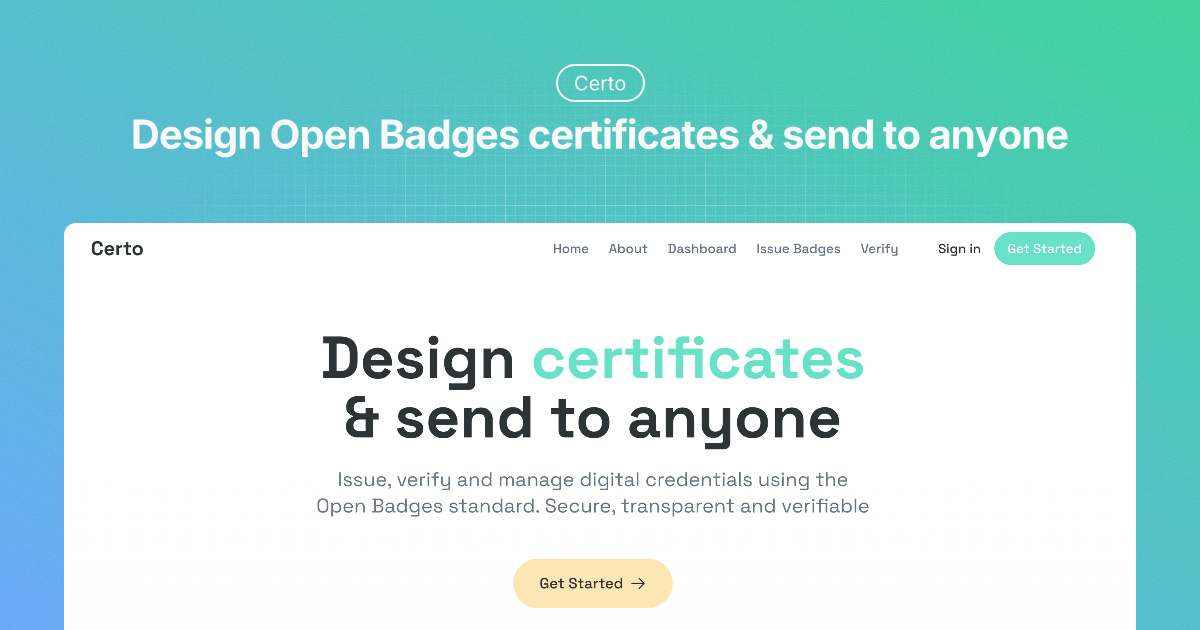 Certo
Design Open Badges certificates & send to anyone
Certo
Home About Dashboard Issue Badges Verify Sign in Get Started
Design certificates
& send to anyone
Issue, verify and manage digital credentials using the
Open Badges standard. Secure, transparent and verifiable
Get Started →